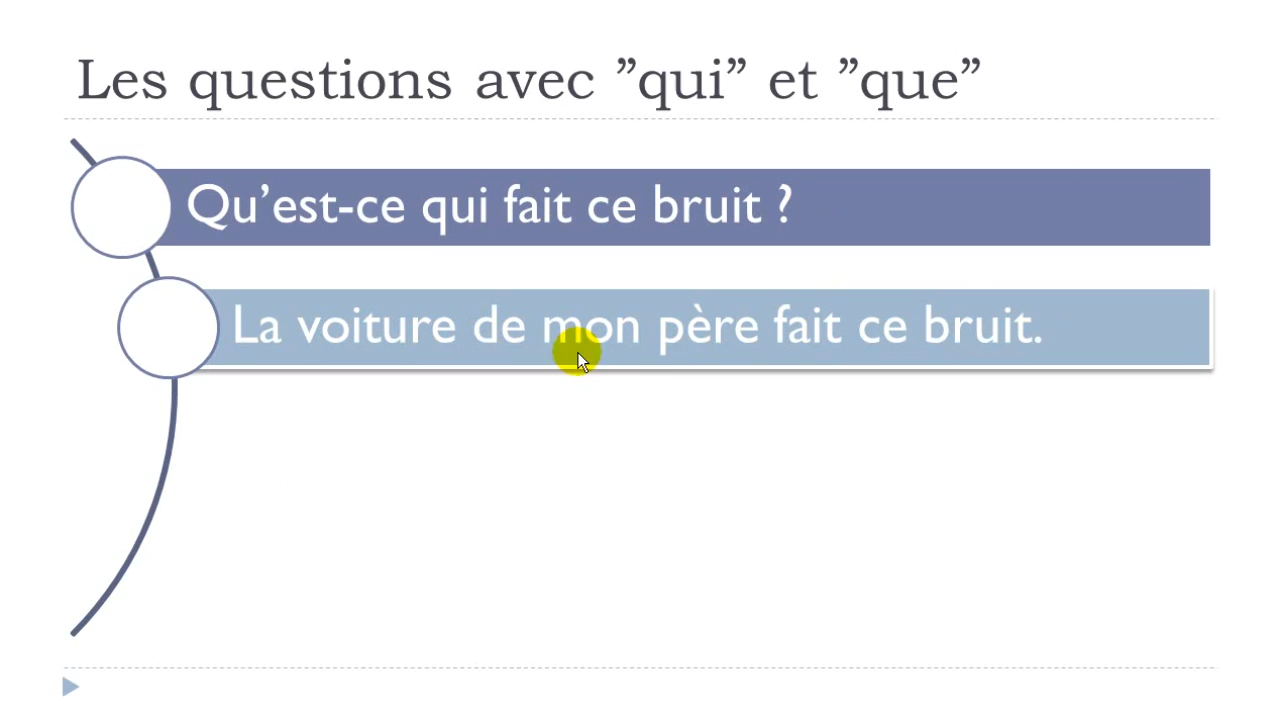 Les questions avec ”qui” et ”que”
Qu’est-ce qui fait ce bruit ?
La voiture de mon père fait ce bruit.